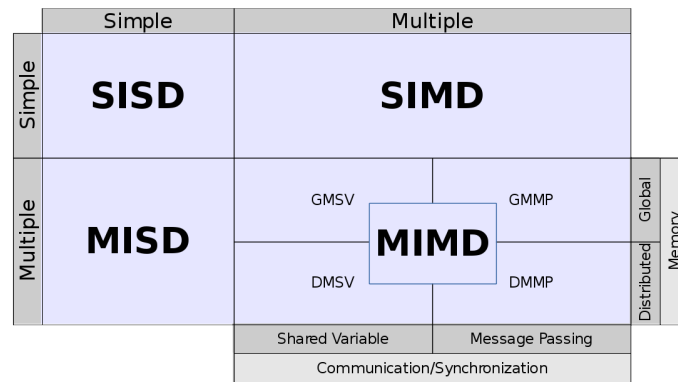 Simple
Multiple
Simple
SISD
SIMD
Multiple
MISD
GMSV
GMMP
MIMD
DMSV
DMMP
Global
Distributed
Memory
Shared Variable
Message Passing
Communication/Synchronization